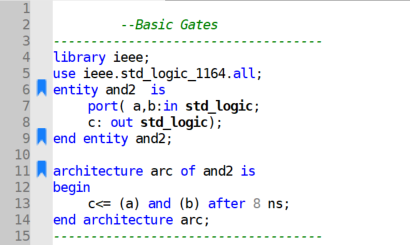 1
2 --Basic Gates
3 ----------------------------------
4 library ieee;
5 use ieee.std_logic_1164.all;
6 entity and2  is
7 port( a,b:in std_logic;
8 c: out std_logic);
9 end entity and2;
10
11 architecture arc of and2 is
12 begin
13 c<= (a) and (b) after 8 ns;
14 end architecture arc;
15 ----------------------------------